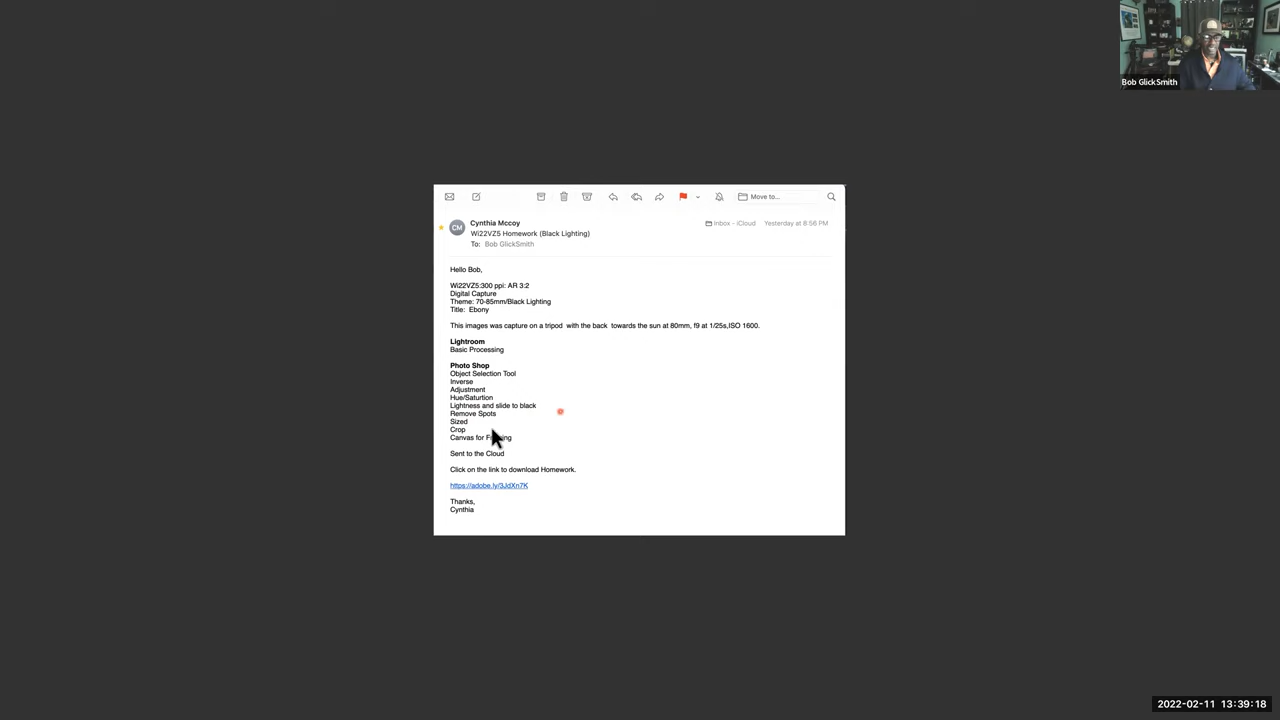 Bob GlickSmith
Move to...
CM
Cynthia Mccoy
Inbox - iCloud
Yesterday at 8:56 PM
Wi22VZ5 Homework (Black Lighting)
To: Bob GlickSmith
Hello Bob,
Wi22VZ5:300 ppi: AR 3:2
Digital Capture
Theme: 70-85mm/Black Lighting
Title: Ebony
This images was capture on a tripod with the back towards the sun at 80mm, f9 at 1/25s,ISO 1600.
Lightroom
Basic Processing
Photo Shop
Object Selection Tool
Inverse
Adjustment
Hue/Saturtion
Lightness and slide to black
Remove Spots
Sized
Crop
Canvas for
Sent to the Cloud
Click on the link to download Homework.
https://adobe.ly/3JdXn7K
Thanks,
Cynthia
2022-02-11 13:39:18